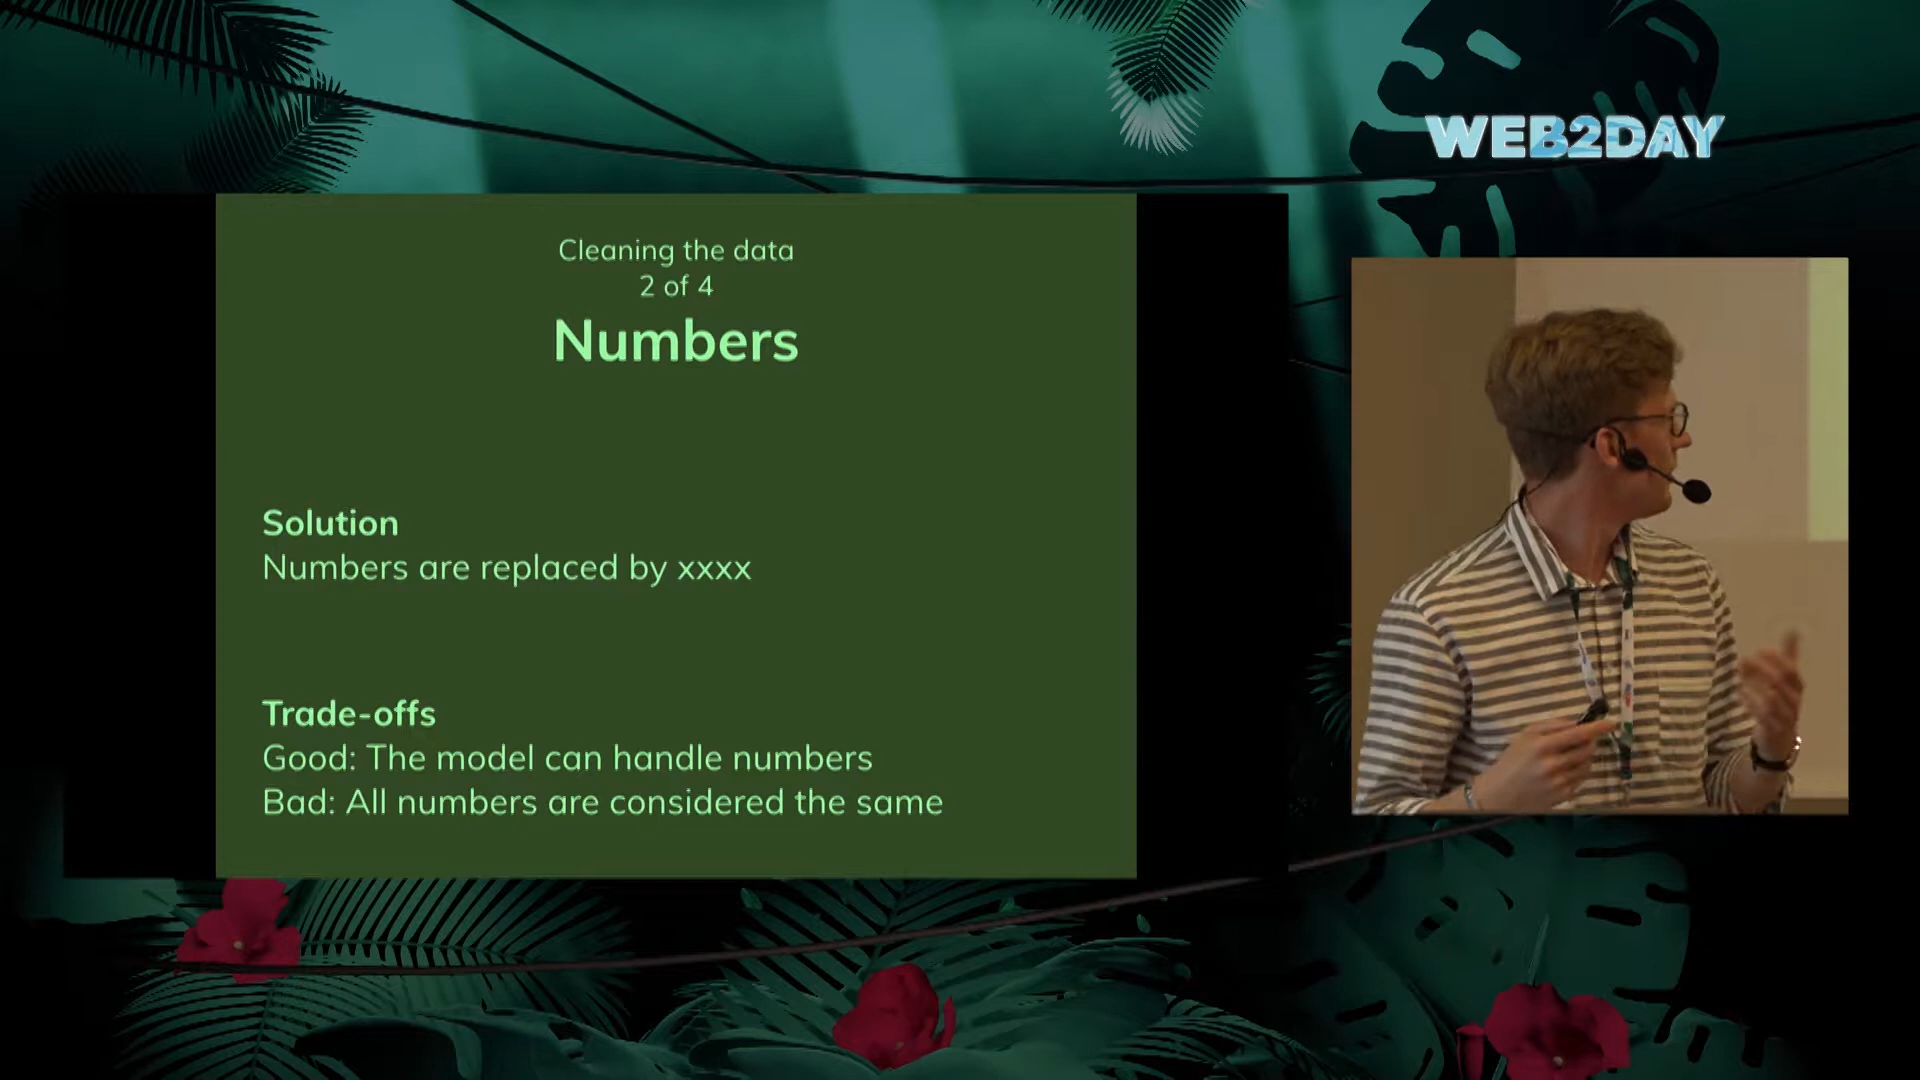 WEB2DAY
Cleaning the data
2 of 4
Numbers
Solution
Numbers are replaced by xxxx
Trade-offs
Good: The model can handle numbers
Bad: All numbers are considered the same